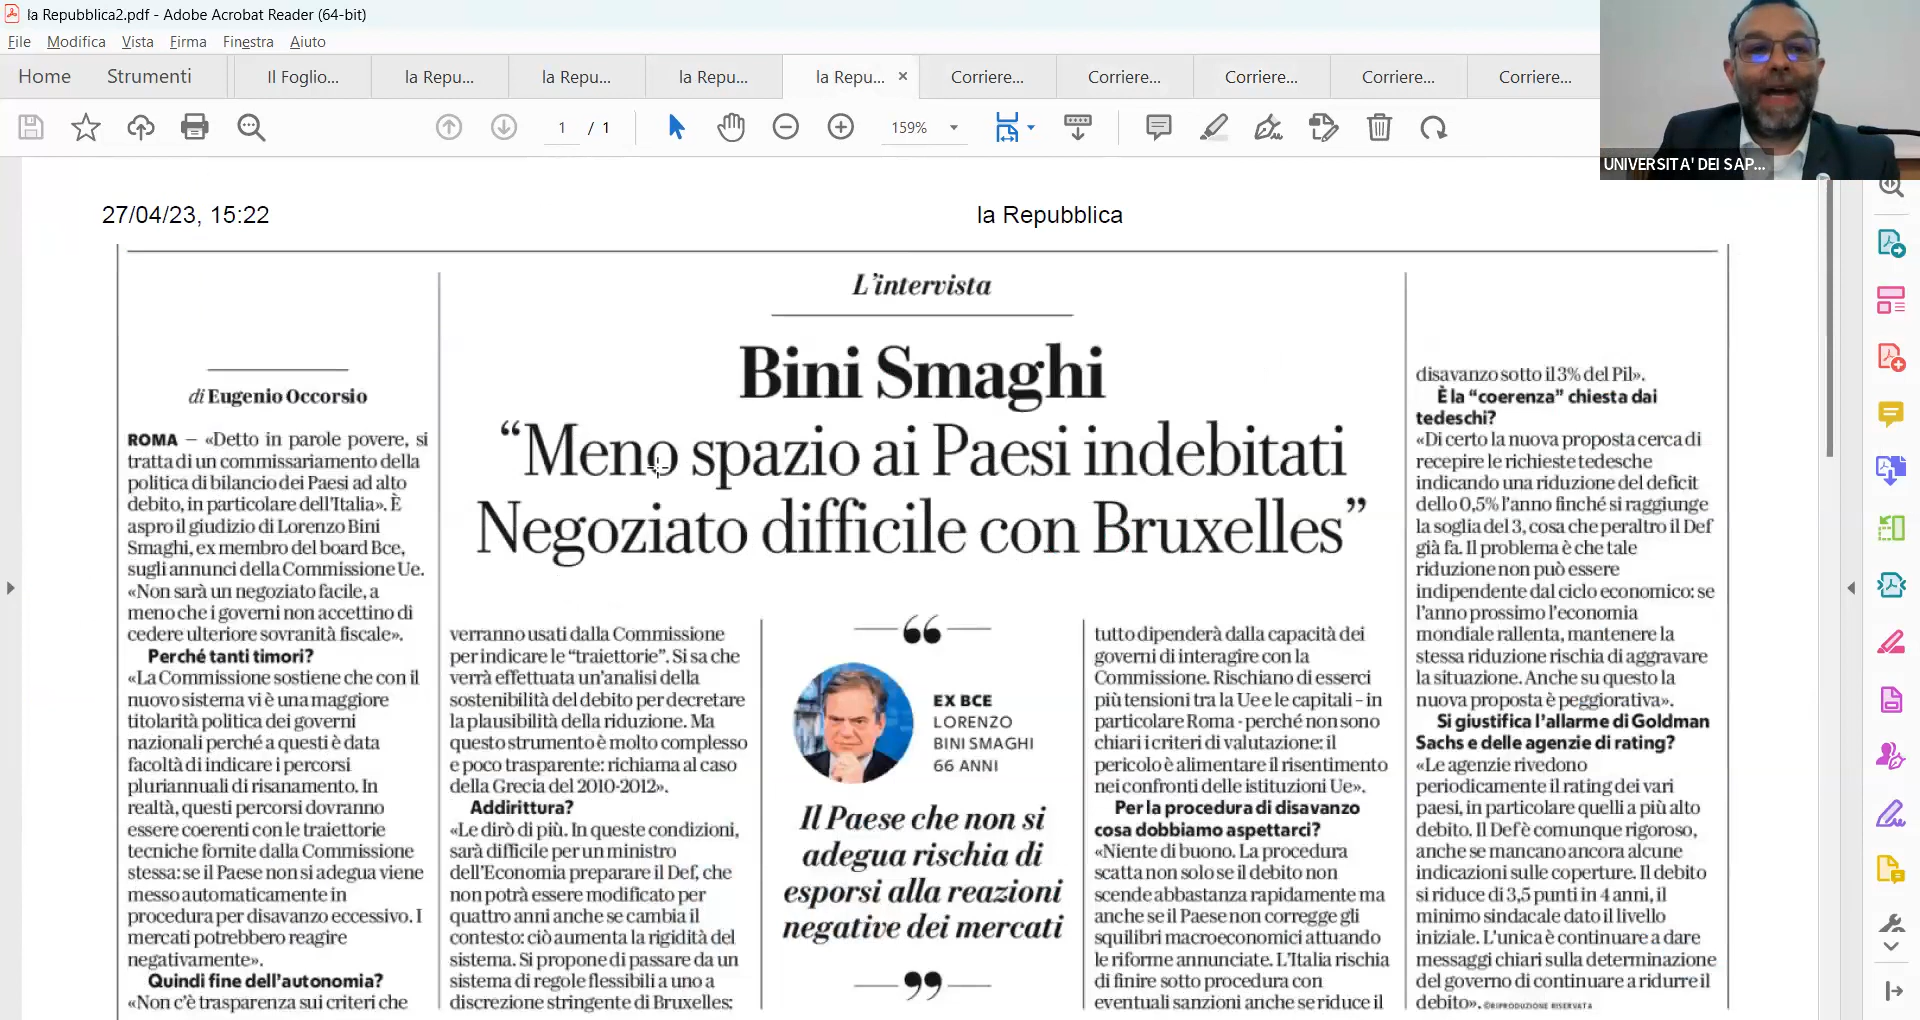 la Repubblica2.pdf - Adobe Acrobat Reader (64-bit)
File Modifica Vista Firma Finestra Aiuto
Home Strumenti Il Foglio... la Repu... la Repu... la Repu... la Repu... × Corriere... Corriere... Corriere... Corriere... Corriere...
1 / 1 159%
UNIVERSITA' DEI SAP...
27/04/23, 15:22 la Repubblica
L'intervista
Bini Smaghi
“Meno spazio ai Paesi indebitati
Negoziato difficile con Bruxelles”
di Eugenio Occorsio
ROMA – «Detto in parole povere, si
tratta di un commissariamento della
politica di bilancio dei Paesi ad alto
debito, in particolare dell'Italia». È
aspro il giudizio di Lorenzo Bini
Smaghi, ex membro del board Bce,
sugli annunci della Commissione Ue.
«Non sarà un negoziato facile, a
meno che i governi non accettino di
cedere ulteriore sovranità fiscale».
Perché tanti timori?
«La Commissione sostiene che con il
nuovo sistema vi è una maggiore
titolarità politica dei governi
nazionali perché a questi è data
facoltà di indicare i percorsi
pluriannuali di risanamento. In
realtà, questi percorsi dovranno
essere coerenti con le traiettorie
tecniche fornite dalla Commissione
stessa: se il Paese non si adegua viene
messo automaticamente in
procedura per disavanzo eccessivo. I
mercati potrebbero reagire
negativamente».
Quindi fine dell'autonomia?
«Non c'è trasparenza sui criteri che
verranno usati dalla Commissione
per indicare le “traiettorie”. Si sa che
verrà effettuata un'analisi della
sostenibilità del debito per decretare
la plausibilità della riduzione. Ma
questo strumento è molto complesso
e poco trasparente: richiama al caso
della Grecia del 2010-2012».
Addirittura?
«Le dirò di più. In queste condizioni,
sarà difficile per un ministro
dell'Economia preparare il Def, che
non potrà essere modificato per
quattro anni anche se cambia il
contesto: ciò aumenta la rigidità del
sistema. Si propone di passare da un
sistema di regole flessibili a uno a
discrezione stringente di Bruxelles:
“
EX BCE
LORENZO
BINI SMAGHI
66 ANNI
Il Paese che non si
adegua rischia di
esporsi alla reazioni
negative dei mercati
”
tutto dipenderà dalla capacità dei
governi di interagire con la
Commissione. Rischiano di esserci
più tensioni tra la Ue e le capitali – in
particolare Roma - perché non sono
chiari i criteri di valutazione: il
pericolo è alimentare il risentimento
nei confronti delle istituzioni Ue».
Per la procedura di disavanzo
cosa dobbiamo aspettarci?
«Niente di buono. La procedura
scatta non solo se il debito non
scende abbastanza rapidamente ma
anche se il Paese non corregge gli
squilibri macroeconomici attuando
le riforme annunciate. L'Italia rischia
di finire sotto procedura con
eventuali sanzioni anche se riduce il
disavanzo sotto il 3% del Pil».
È la “coerenza” chiesta dai
tedeschi?
«Di certo la nuova proposta cerca di
recepire le richieste tedesche
indicando una riduzione del deficit
dello 0,5% l'anno finché si raggiunge
la soglia del 3, cosa che peraltro il Def
già fa. Il problema è che tale
riduzione non può essere
indipendente dal ciclo economico: se
l'anno prossimo l'economia
mondiale rallenta, mantenere la
stessa riduzione rischia di aggravare
la situazione. Anche su questo la
nuova proposta è peggiorativa».
Si giustifica l'allarme di Goldman
Sachs e delle agenzie di rating?
«Le agenzie rivedono
periodicamente il rating dei vari
paesi, in particolare quelli a più alto
debito. Il Def è comunque rigoroso,
anche se mancano ancora alcune
indicazioni sulle coperture. Il debito
si riduce di 3,5 punti in 4 anni, il
minimo sindacale dato il livello
iniziale. L'unica è continuare a dare
messaggi chiari sulla determinazione
del governo di continuare a ridurre il
debito». ©RIPRODUZIONE RISERVATA